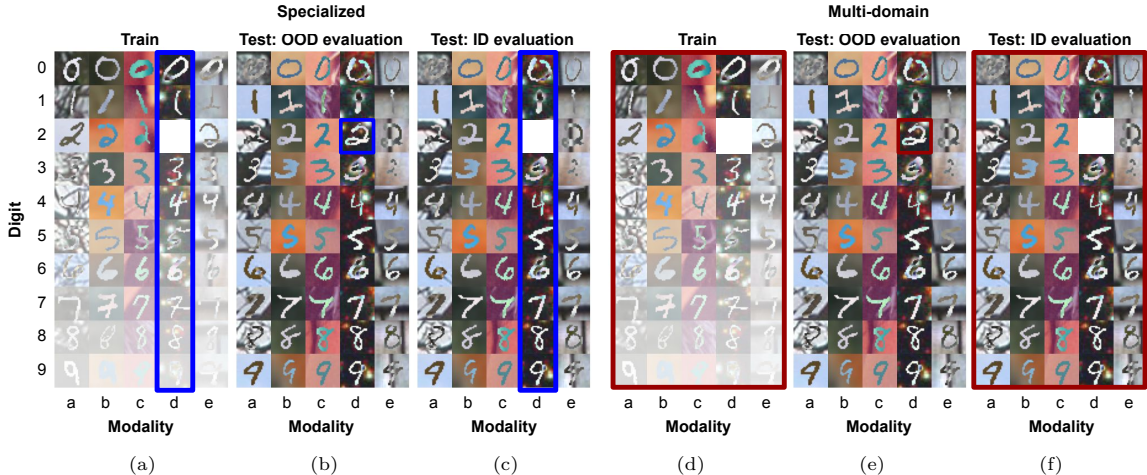 Specialized Multi-domain
Train Test: OOD evaluation Test: ID evaluation Train Test: OOD evaluation Test: ID evaluation
Digit
0
1
2
3
4
5
6
7
8
9
a b c d e a b c d e a b c d e a b c d e a b c d e a b c d e
Modality Modality Modality Modality Modality Modality
(a) (b) (c) (d) (e) (f)